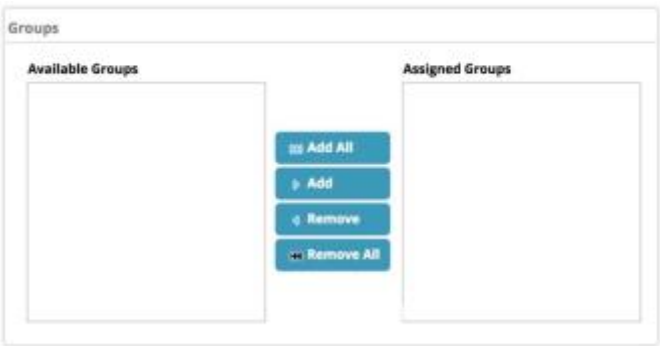 Groups
Available Groups
Assigned Groups
Add All
Add
Remove
Remove All